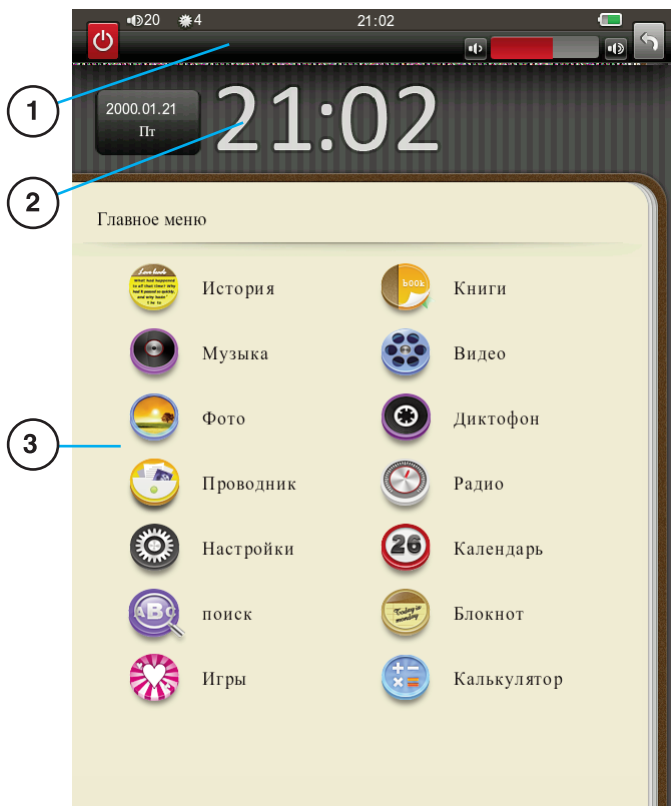 20 4 21:02
1
2000.01.21 21:02
Пт
2
Главное меню
История Книги
Музыка Видео
Фото Диктофон
3
Проводник Радио
Настройки 26 Календарь
ABC поиск Блокнот
Игры Калькулятор